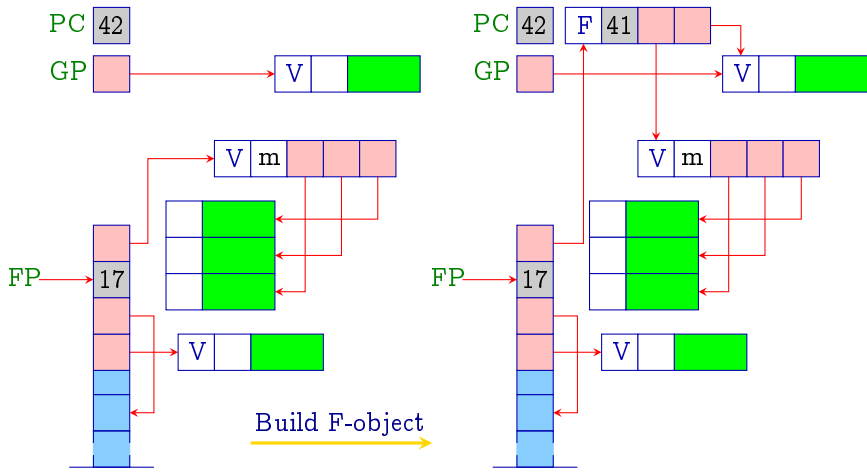 PC 42
GP V
V m
FP 17
V
Build F-object
PC 42 F 41
GP V
V m
FP 17
V